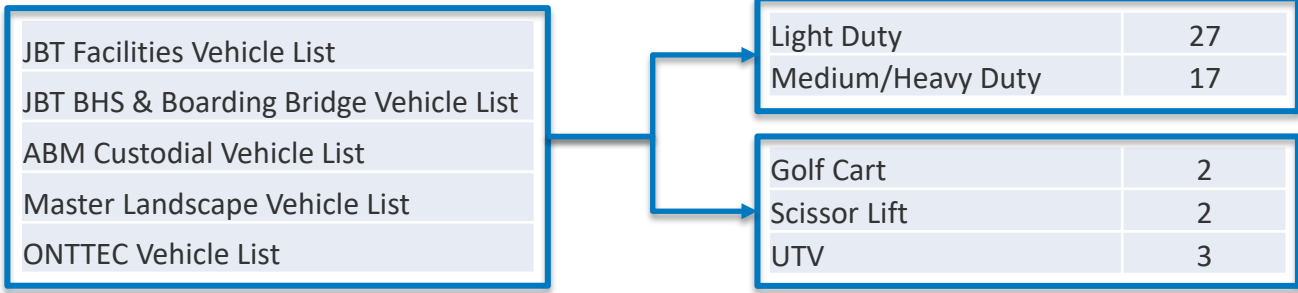 JBT Facilities Vehicle List
JBT BHS & Boarding Bridge Vehicle List
ABM Custodial Vehicle List
Master Landscape Vehicle List
ONTTEC Vehicle List
Light Duty 27
Medium/Heavy Duty 17
Golf Cart 2
Scissor Lift 2
UTV 3